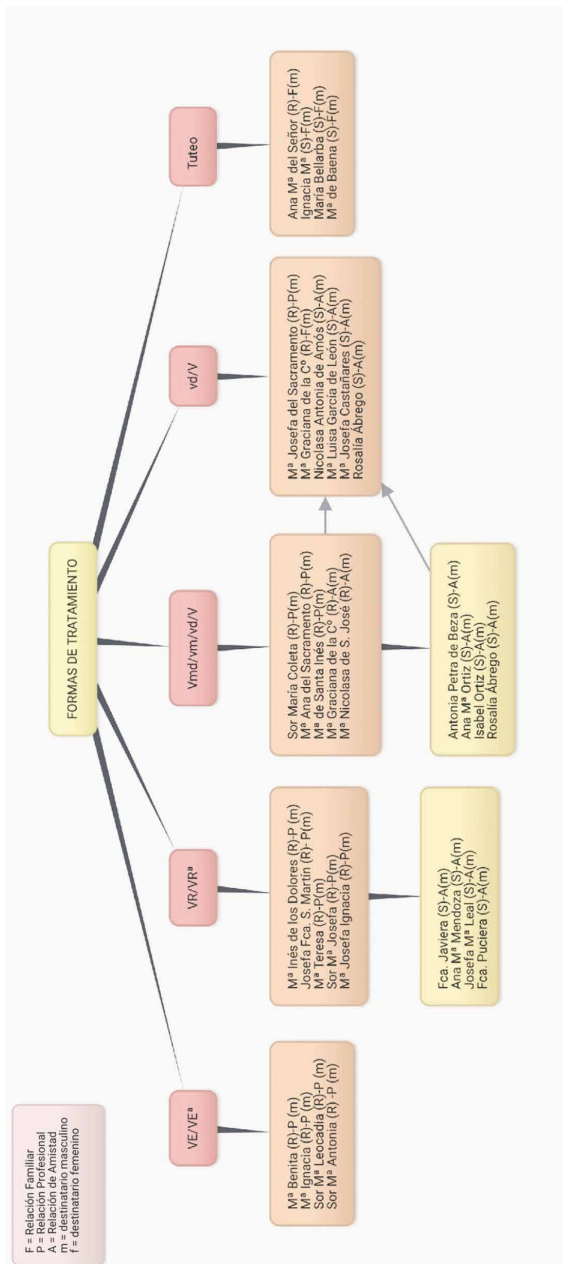 F = Relación Familiar
P = Relación Profesional
A = Relación de Amistad
m = destinatario masculino
f = destinatario femenino
FORMAS DE TRATAMIENTO
VE/VEª
VR/VRª
Vmd/vm/vd/V
vd/V
Tuteo
Mª Benita (R)-P (m)
Mª Ignacia (R)-P (m)
Sor Mª Leocadia (R)-P (m)
Sor Mª Antonia (R) -P (m)
Mª Inés de los Dolores (R)-P (m)
Josefa Fca. S. Martín (R)- P(m)
Mª Teresa (R)-P(m)
Sor Mª Josefa (R)-P(m)
Mª Josefa Ignacia (R)-P(m)
Sor María Coleta (R)-P(m)
Mª Ana del Sacramento (R)-P(m)
Mª de Santa Inés (R)-P(m)
Mª Graciana de la Cº (R)-A(m)
Mª Nicolasa de S. José (R)-A(m)
Mª Josefa del Sacramento (R)-P(m)
Mª Graciana de la Cº (R)-F(m)
Nicolasa Antonia de Amós (S)-A(m)
Mª Luisa García de León (S)-A(m)
Mª Josefa Castañares (S)-A(m)
Rosalía Ábrego (S)-A(m)
Ana Mª del Señor (R)-F(m)
Ignacia Mª (S)-F(m)
María Bellarba (S)-F(m)
Mª de Baena (S)-F(m)
Fca. Javiera (S)-A(m)
Ana Mª Mendoza (S)-A(m)
Josefa Mª Leal (S)-A(m)
Fca. Puciera (S)-A(m)
Antonia Petra de Beza (S)-A(m)
Ana Mª Ortiz (S)-A(m)
Isabel Ortiz (S)-A(m)
Rosalía Ábrego (S)-A(m)